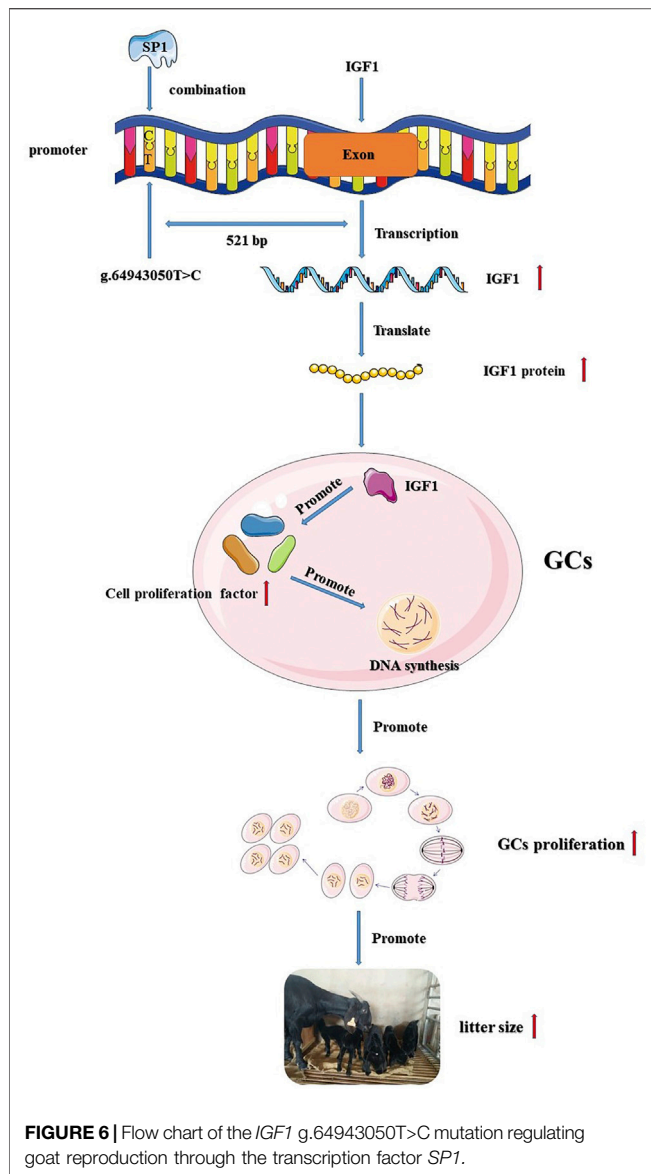 SP1
IGF1
combination
promoter
C
T
Exon
521 bp
Transcription
g.64943050T>C
IGF1
Translate
IGF1 protein
IGF1
Promote
GCs
Promote
Cell proliferation factor
DNA synthesis
Promote
GCs proliferation
Promote
litter size
FIGURE 6 | Flow chart of the IGF1 g.64943050T>C mutation regulating
goat reproduction through the transcription factor SP1.